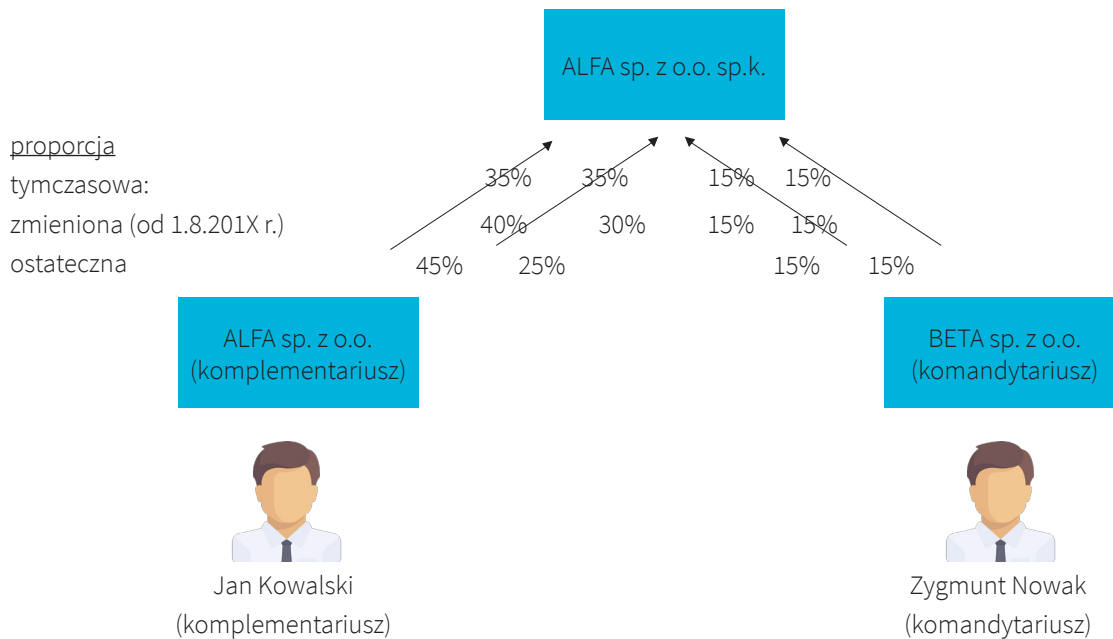 ALFA sp. z o.o. sp.k.
proporcja
tymczasowa: 35% 35% 15% 15%
zmieniona (od 1.8.201X r.) 40% 30% 15% 15%
ostateczna 45% 25% 15% 15%
ALFA sp. z o.o.
(komplementariusz)
BETA sp. z o.o.
(komandytariusz)
Jan Kowalski
(komplementariusz)
Zygmunt Nowak
(komandytariusz)